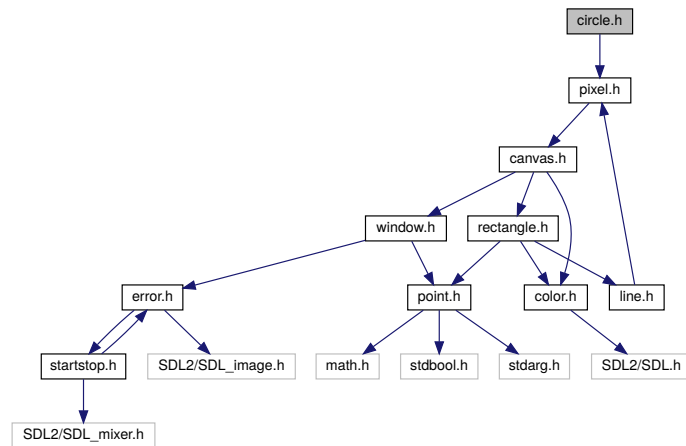 circle.h
pixel.h
canvas.h
window.h
rectangle.h
error.h
point.h
color.h
line.h
startstop.h
SDL2/SDL_image.h
math.h
stdbool.h
stdarg.h
SDL2/SDL.h
SDL2/SDL_mixer.h